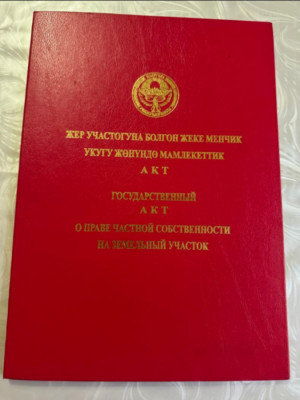 ЖЕР УЧАСТОГУНА БОЛГОН ЖЕКЕ МЕНЧИК
УКУГУ ЖӨНҮНДӨ МАМЛЕКЕТТИК
АКТ
ГОСУДАРСТВЕННЫЙ
АКТ
О ПРАВЕ ЧАСТНОЙ СОБСТВЕННОСТИ
НА ЗЕМЕЛЬНЫЙ УЧАСТОК